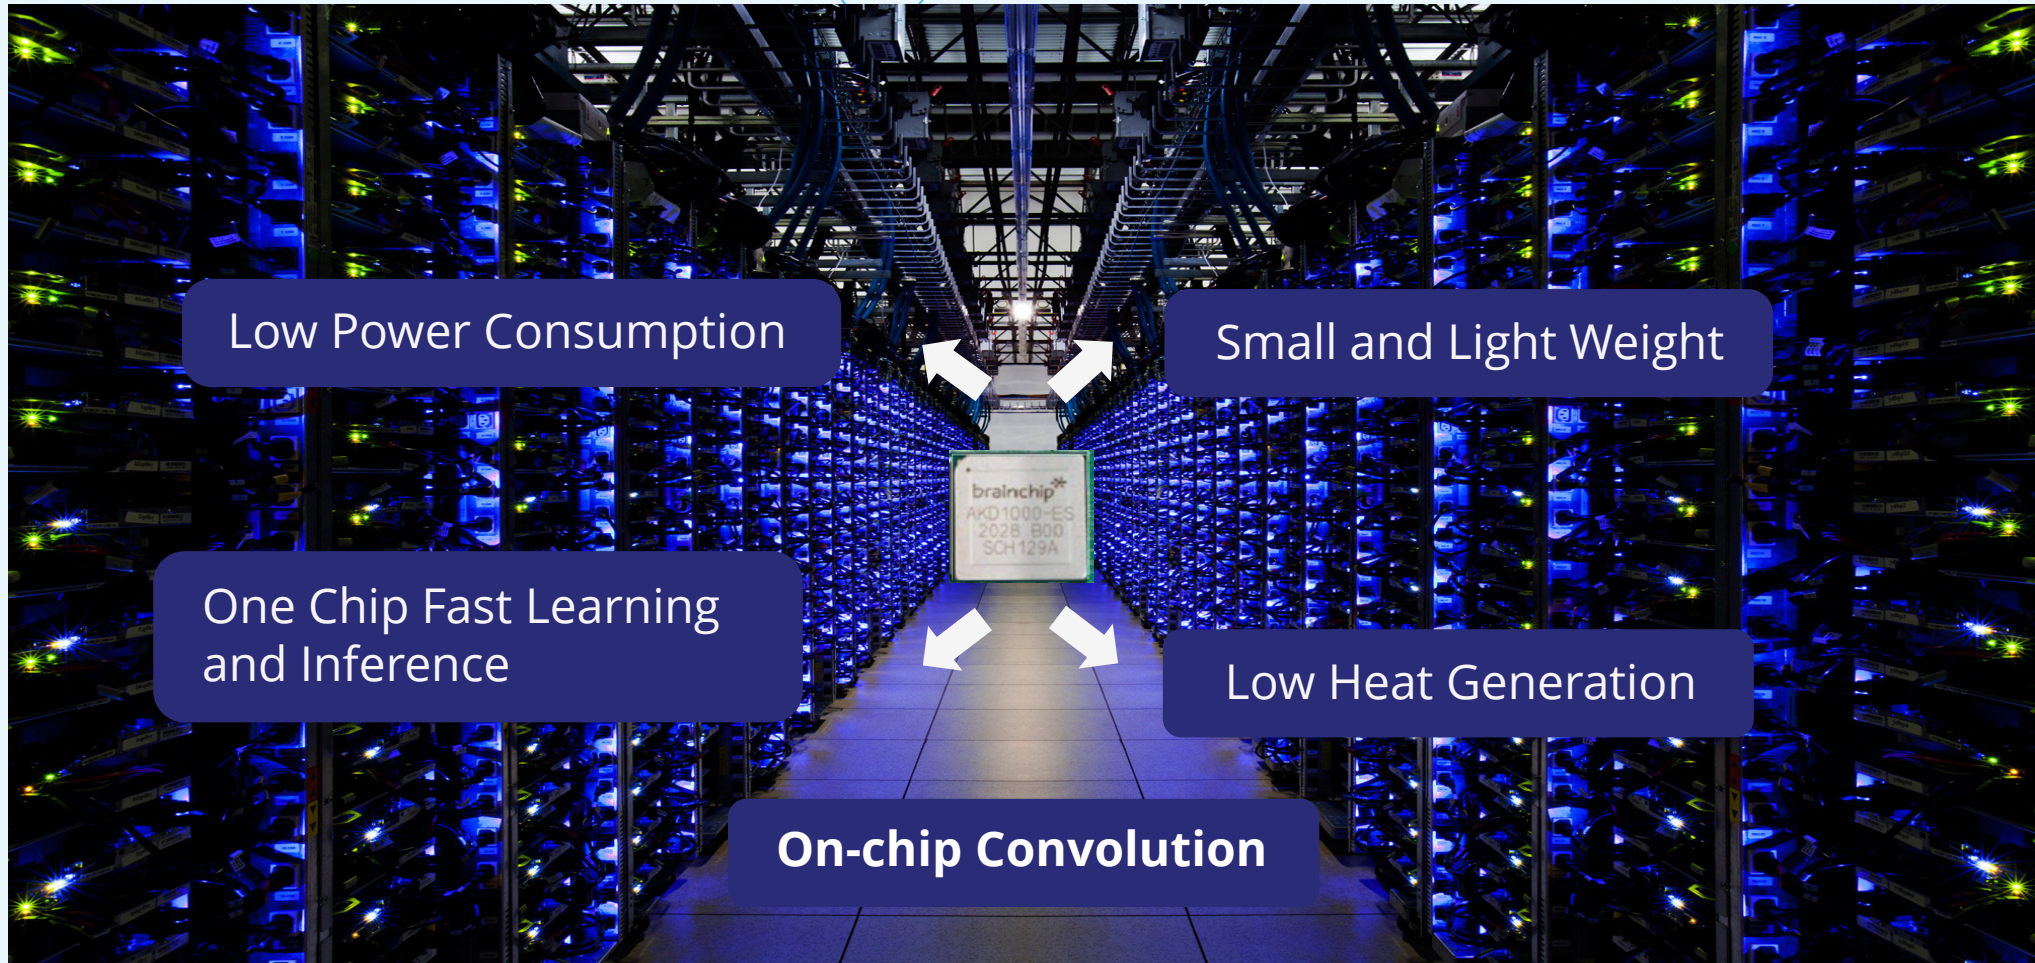 Low Power Consumption
Small and Light Weight
brainchip
AKD1000-ES
2028 B00
SCH129A
One Chip Fast Learning
and Inference
Low Heat Generation
On-chip Convolution